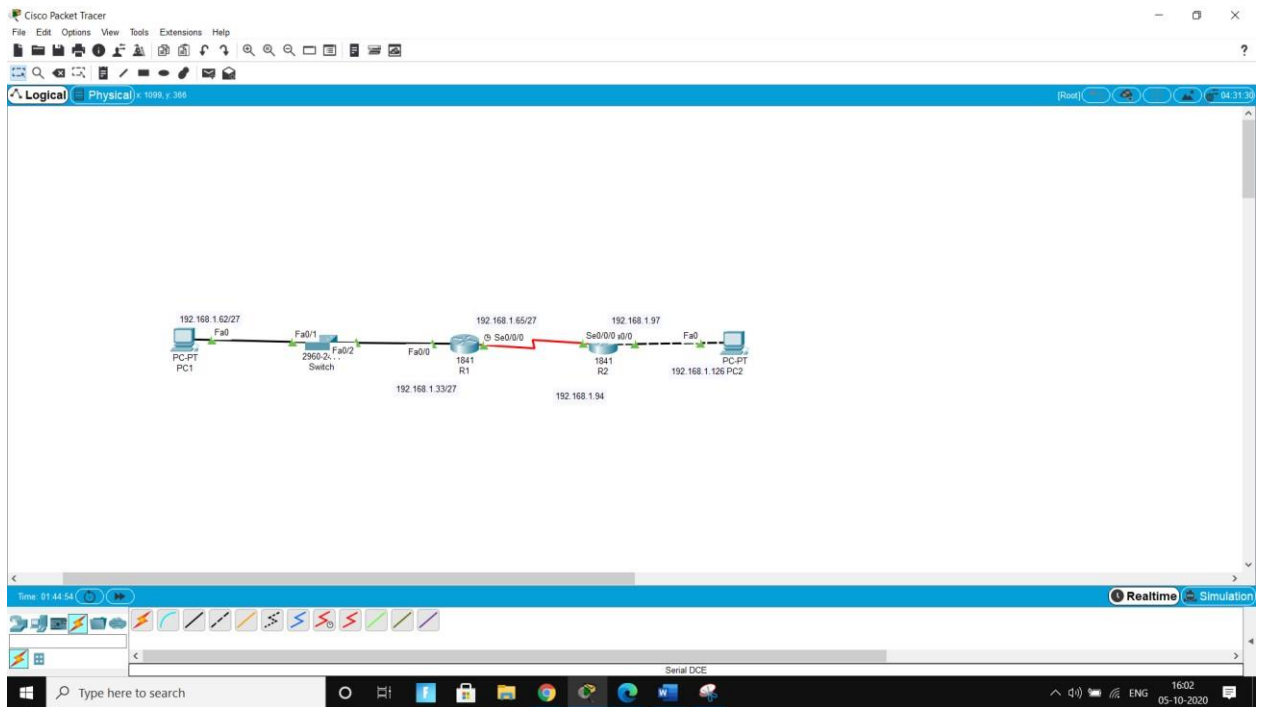 Cisco Packet Tracer
File Edit Options View Tools Extensions Help
?
Logical Physical x: 1099, y: 366 [Root] 04:31:30
192.168.1.62/27 192.168.1.65/27 192.168.1.97
Fa0 Fa0/1 Fa0/2 Fa0/0 Se0/0/0 Se0/0/0 Fa0
PC-PT 1841 1841 PC-PT
PC1 Switch R1 R2 192.168.1.126 PC2
192.168.1.33/27 192.168.1.94
Time: 01:44:54 Realtime Simulation
Serial DCE
Type here to search ENG 16:02
05-10-2020